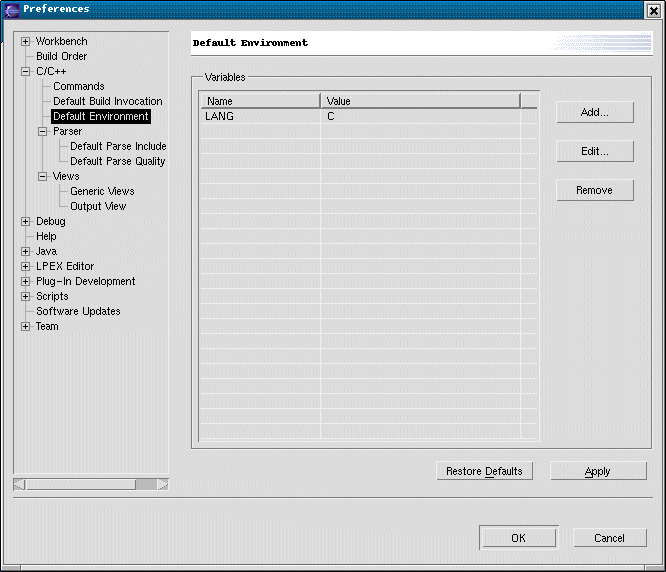 Preferences
Workbench
Build Order
C/C++
Commands
Default Build Invocation
Default Environment
Parser
Default Parse Include
Default Parse Quality
Views
Generic Views
Output View
Debug
Help
Java
LPEX Editor
Plug-In Development
Scripts
Software Updates
Team
Default Environment
Variables
Name Value
LANG C
Add...
Edit...
Remove
Restore Defaults Apply
OK Cancel